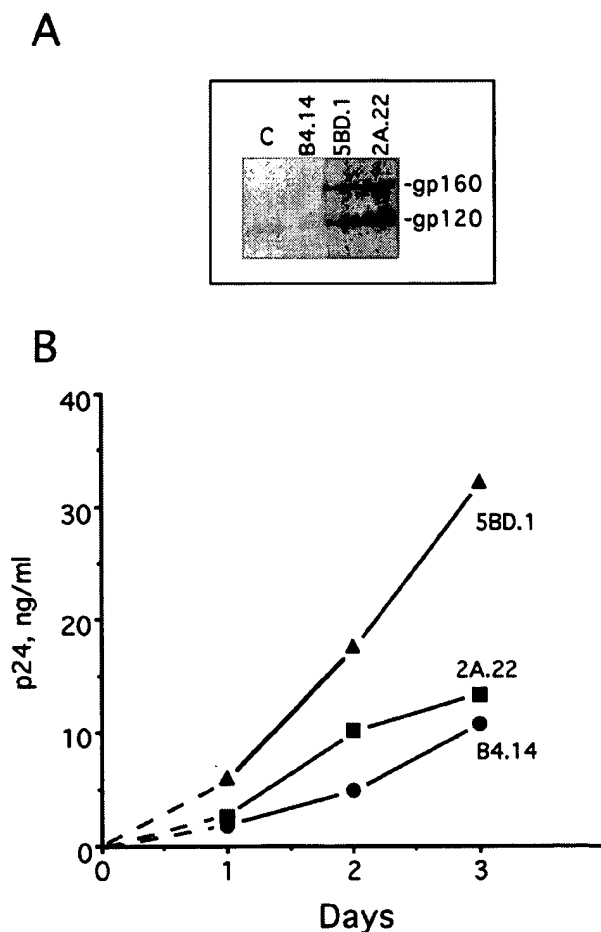 A
C
B4.14
5BD.1
2A.22
-gp160
-gp120
B
40
30
20
10
0
p24, ng/ml
5BD.1
2A.22
B4.14
0 1 2 3
Days